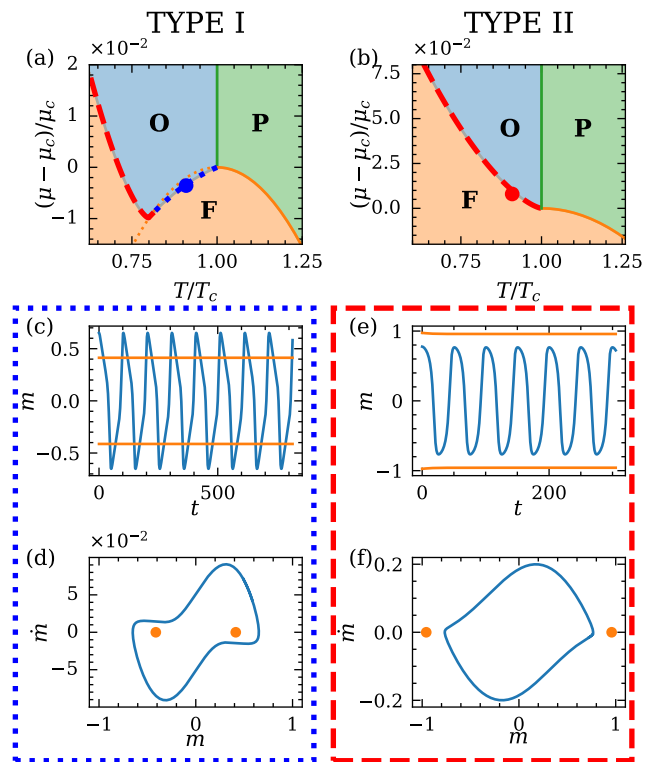 TYPE I
TYPE II
×10⁻²
×10⁻²
(a)
(b)
2
1
0
−1
(μ − μc)/μc
O
P
F
0.75
1.00
1.25
T/Tc
7.5
5.0
2.5
0.0
(μ − μc)/μc
O
P
F
0.75
1.00
1.25
T/Tc
(c)
0.5
0.0
−0.5
m
0
500
t
(e)
1
0
−1
m
0
200
t
×10⁻²
(d)
5
0
−5
ṁ
−1
0
1
m
(f)
0.2
0.0
−0.2
ṁ
−1
0
1
m